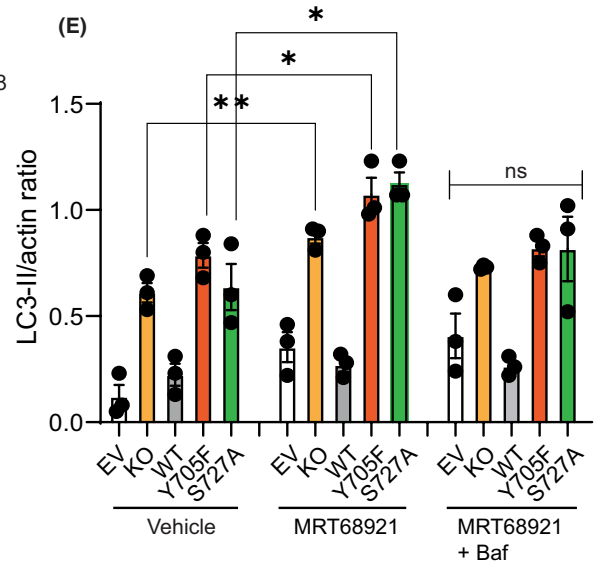 (E)
3
*
*
**
ns
LC3-II/actin ratio
1.5
1.0
0.5
0.0
EV KO WT Y705F S727A EV KO WT Y705F S727A EV KO WT Y705F S727A
Vehicle MRT68921 MRT68921
+ Baf